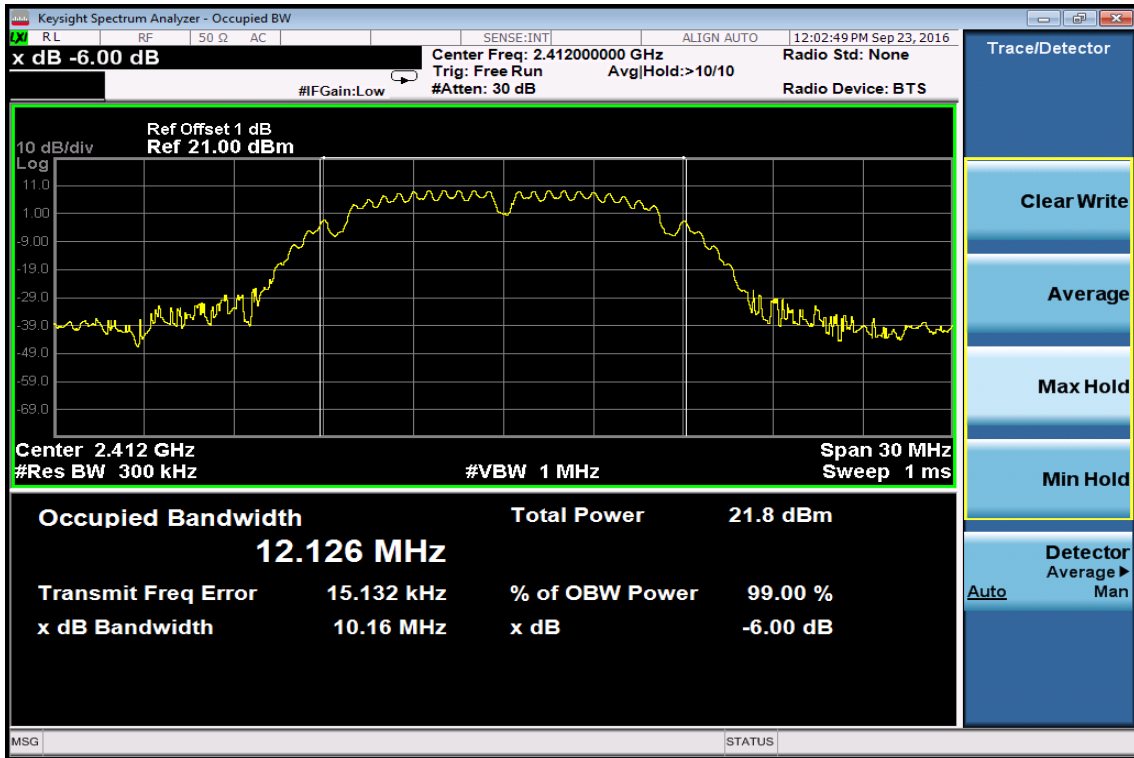 Keysight Spectrum Analyzer - Occupied BW
LXI RL RF 50 Ω AC SENSE:INT ALIGN AUTO 12:02:49 PM Sep 23, 2016
x dB -6.00 dB
Center Freq: 2.412000000 GHz Radio Std: None
Trig: Free Run Avg|Hold:>10/10
#IFGain:Low #Atten: 30 dB Radio Device: BTS
Ref Offset 1 dB
10 dB/div Ref 21.00 dBm
Log
11.0
1.00
-9.00
-19.0
-29.0
-39.0
-49.0
-59.0
-69.0
Center 2.412 GHz Span 30 MHz
#Res BW 300 kHz #VBW 1 MHz Sweep 1 ms
Occupied Bandwidth Total Power 21.8 dBm
12.126 MHz
Transmit Freq Error 15.132 kHz % of OBW Power 99.00 %
x dB Bandwidth 10.16 MHz x dB -6.00 dB
MSG STATUS
Trace/Detector
Clear Write
Average
Max Hold
Min Hold
Detector
Average▶
Auto Man